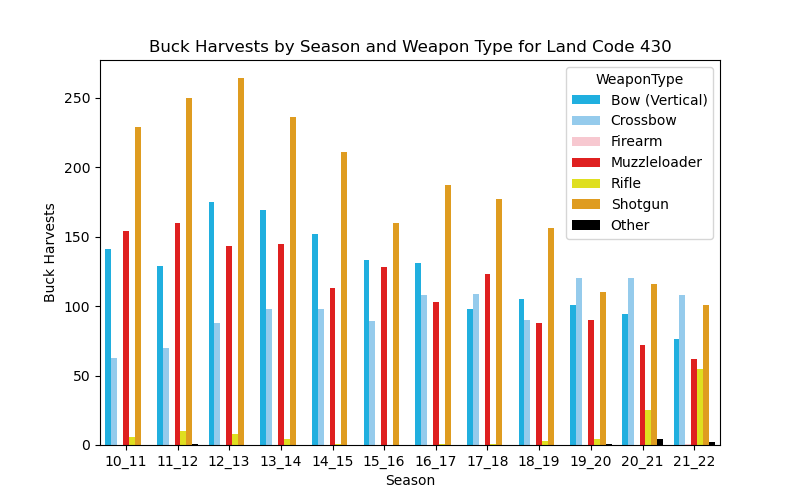 Buck Harvests by Season and Weapon Type for Land Code 430
WeaponType
Bow (Vertical)
Crossbow
Firearm
Muzzleloader
Rifle
Shotgun
Other
Buck Harvests
250
200
150
100
50
0
10_11 11_12 12_13 13_14 14_15 15_16 16_17 17_18 18_19 19_20 20_21 21_22
Season